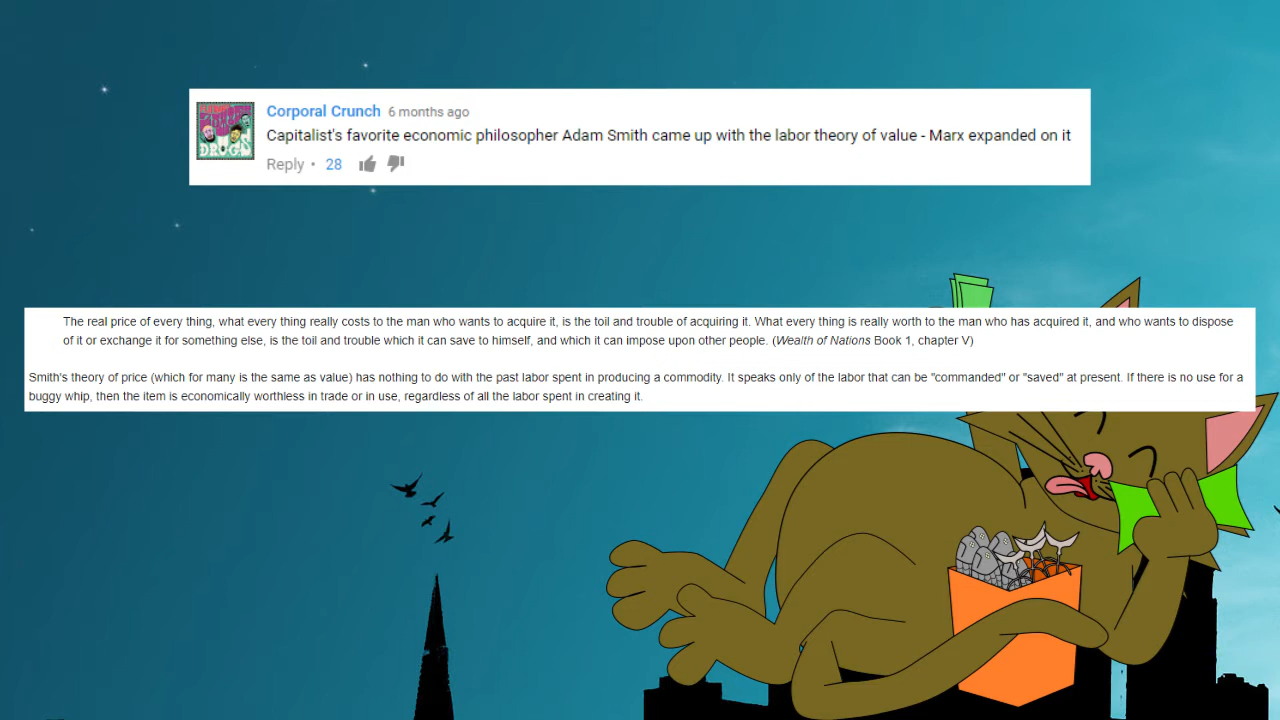 Corporal Crunch 6 months ago
Capitalist's favorite economic philosopher Adam Smith came up with the labor theory of value - Marx expanded on it
Reply • 28
The real price of every thing, what every thing really costs to the man who wants to acquire it, is the toil and trouble of acquiring it. What every thing is really worth to the man who has acquired it, and who wants to dispose
of it or exchange it for something else, is the toil and trouble which it can save to himself, and which it can impose upon other people. (Wealth of Nations Book 1, chapter V)
Smith's theory of price (which for many is the same as value) has nothing to do with the past labor spent in producing a commodity. It speaks only of the labor that can be "commanded" or "saved" at present. If there is no use for a
buggy whip, then the item is economically worthless in trade or in use, regardless of all the labor spent in creating it.